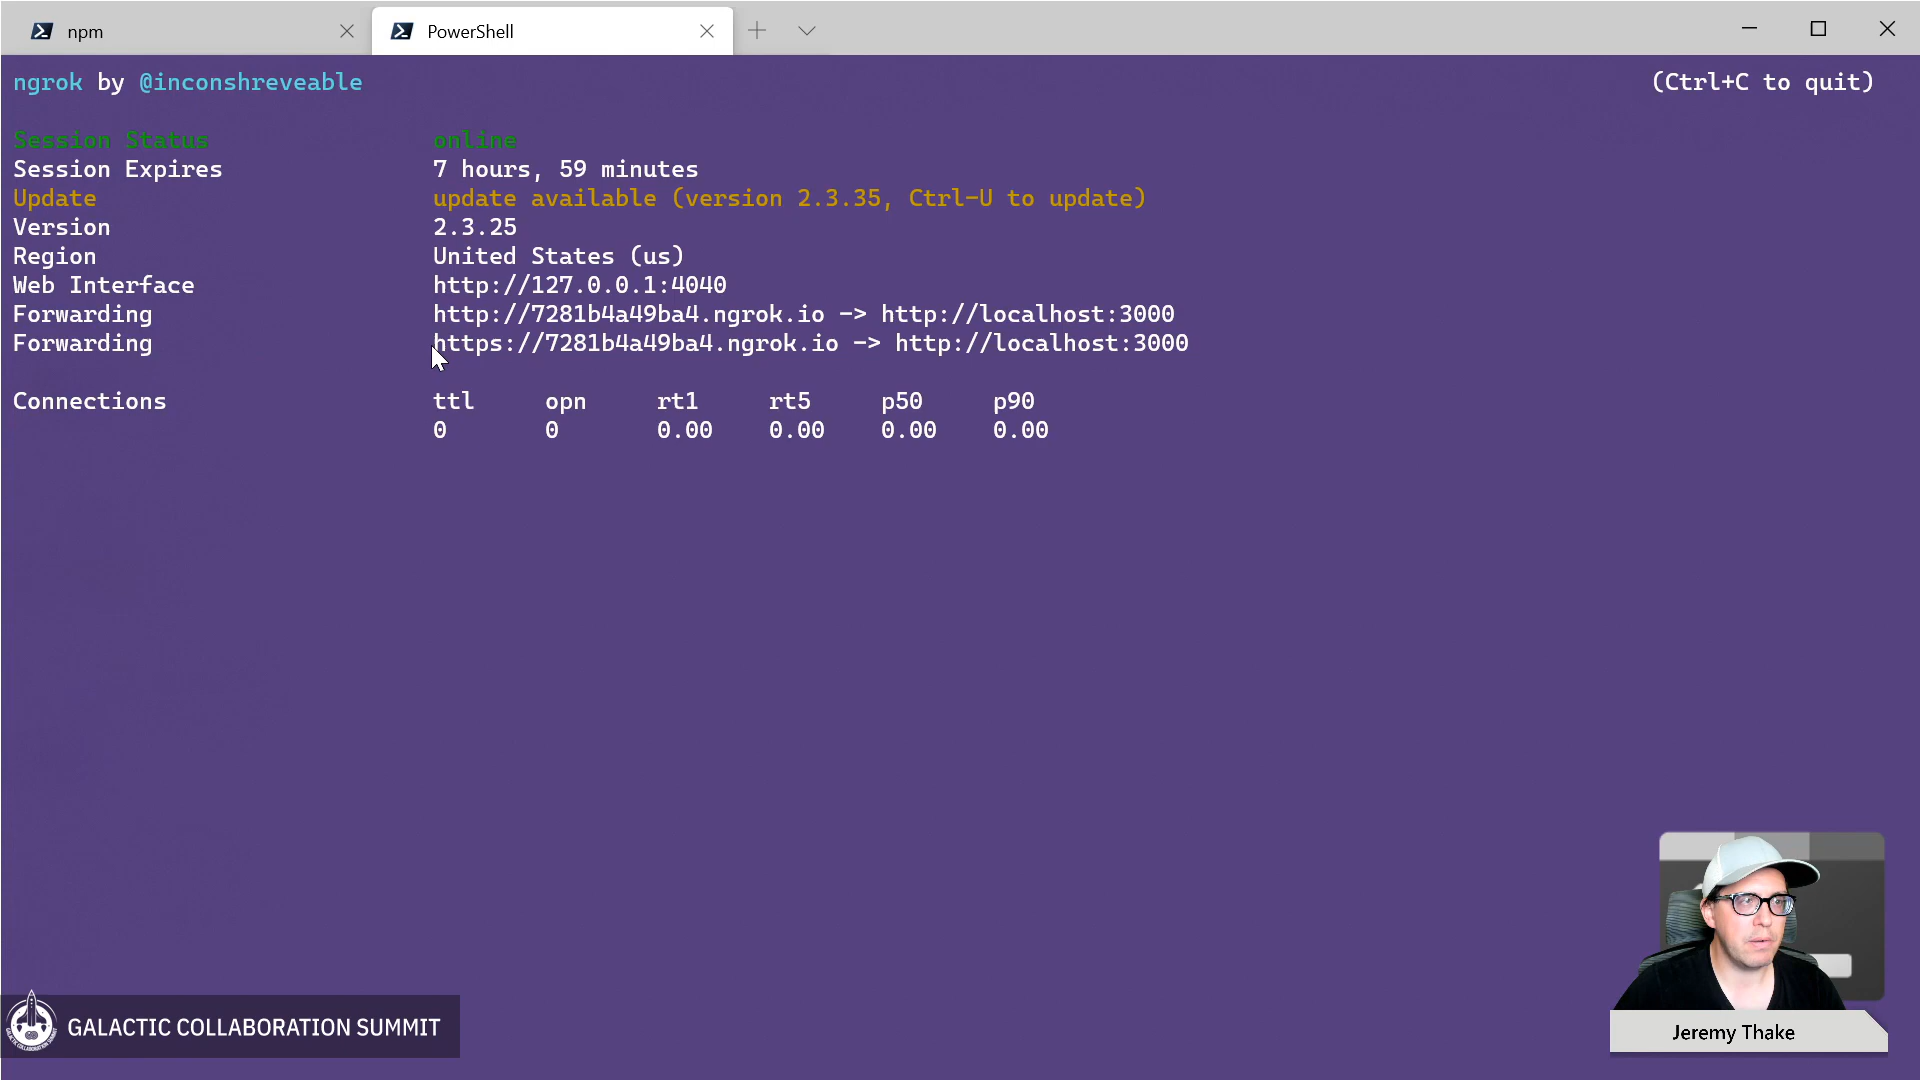 npm
PowerShell
ngrok by @inconshreveable (Ctrl+C to quit)
Session Status online
Session Expires 7 hours, 59 minutes
Update update available (version 2.3.35, Ctrl-U to update)
Version 2.3.25
Region United States (us)
Web Interface http://127.0.0.1:4040
Forwarding http://7281b4a49ba4.ngrok.io -> http://localhost:3000
Forwarding https://7281b4a49ba4.ngrok.io -> http://localhost:3000
Connections ttl opn rt1 rt5 p50 p90
0 0 0.00 0.00 0.00 0.00
GALACTIC COLLABORATION SUMMIT
Jeremy Thake